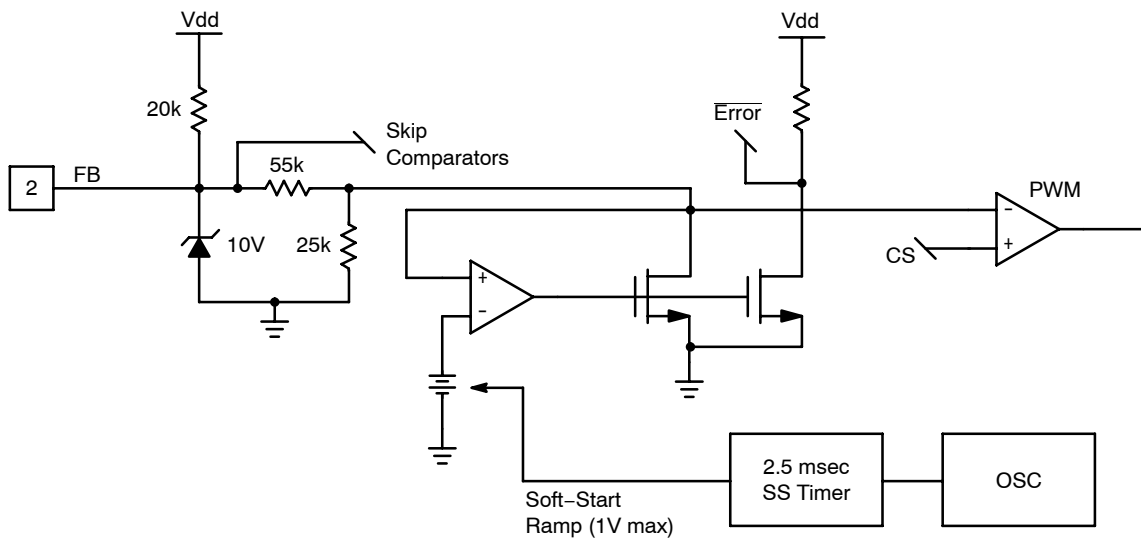 Vdd
Vdd
20k
Error
Skip
Comparators
2
FB
55k
PWM
10V
25k
+
−
−
+
CS
2.5 msec
SS Timer
OSC
Soft−Start
Ramp (1V max)